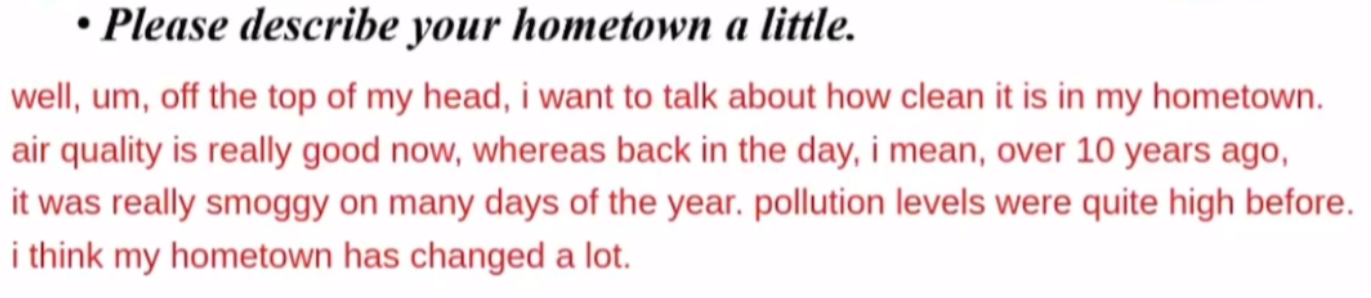 • Please describe your hometown a little.
well, um, off the top of my head, i want to talk about how clean it is in my hometown.
air quality is really good now, whereas back in the day, i mean, over 10 years ago,
it was really smoggy on many days of the year. pollution levels were quite high before.
i think my hometown has changed a lot.